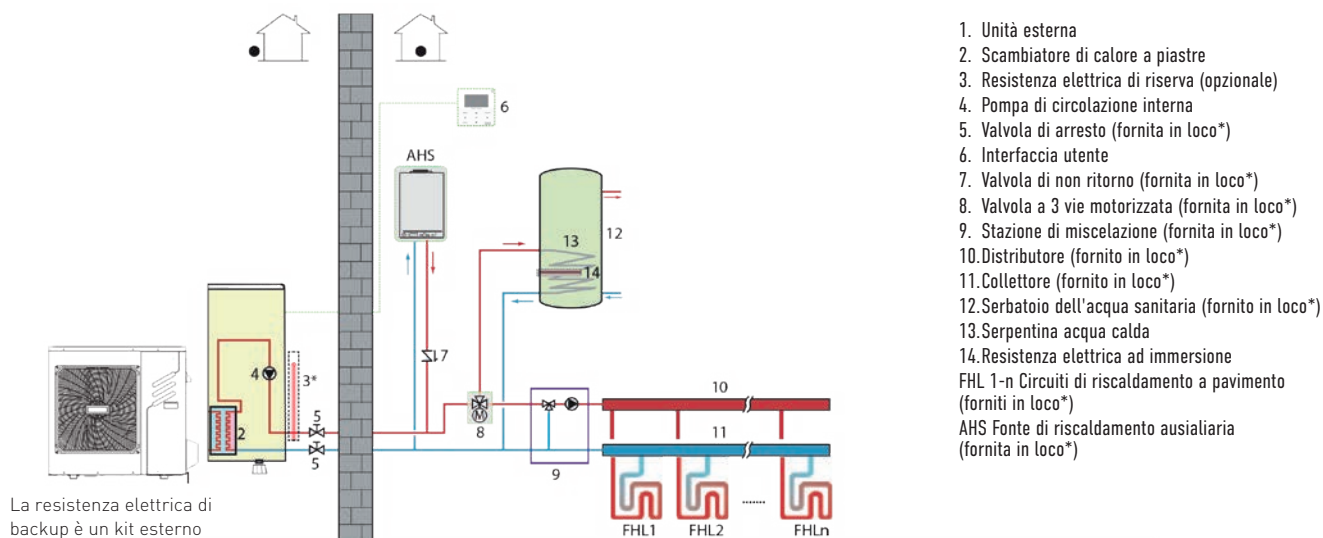 AHS
6
12
13
14
7
4
3*
5
2
5
8
10
11
9
1
FHL1
FHL2
........
FHLn
M
La resistenza elettrica di
backup è un kit esterno
1. Unità esterna
2. Scambiatore di calore a piastre
3. Resistenza elettrica di riserva (opzionale)
4. Pompa di circolazione interna
5. Valvola di arresto (fornita in loco*)
6. Interfaccia utente
7. Valvola di non ritorno (fornita in loco*)
8. Valvola a 3 vie motorizzata (fornita in loco*)
9. Stazione di miscelazione (fornita in loco*)
10.Distributore (fornito in loco*)
11.Collettore (fornito in loco*)
12.Serbatoio dell'acqua sanitaria (fornito in loco*)
13.Serpentina acqua calda
14.Resistenza elettrica ad immersione
FHL 1-n Circuiti di riscaldamento a pavimento
(forniti in loco*)
AHS Fonte di riscaldamento ausialiaria
(fornita in loco*)